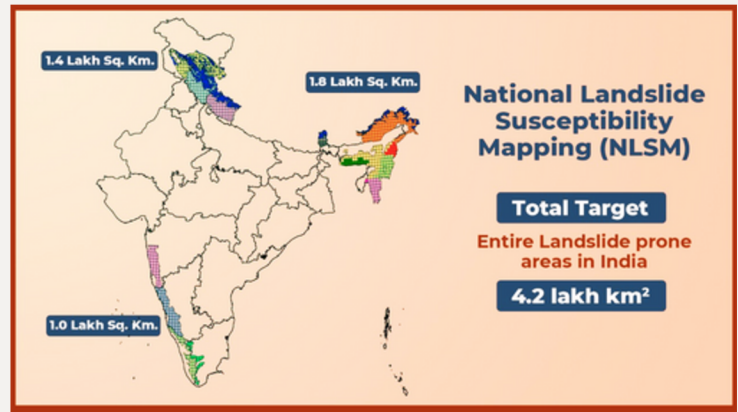 1.4 Lakh Sq. Km.
1.8 Lakh Sq. Km.
National Landslide
Susceptibility
Mapping (NLSM)
Total Target
Entire Landslide prone
areas in India
4.2 lakh km²
1.0 Lakh Sq. Km.